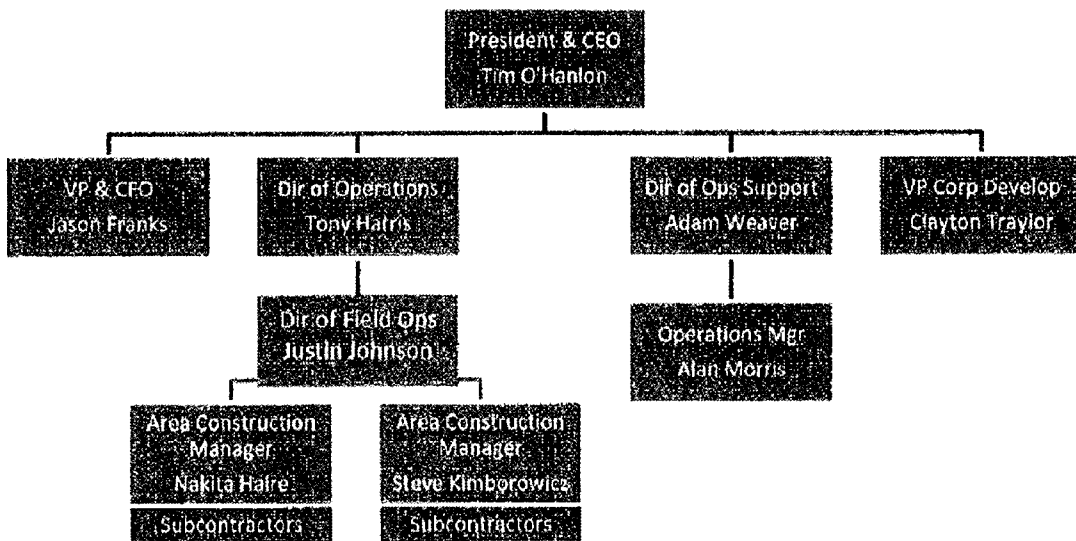 President & CEO
Tim O'Hanlon
VP & CFO
Jason Franks
Dir of Operations
Tony Harris
Dir of Ops Support
Adam Weaver
VP Corp Develop
Clayton Traylor
Dir of Field Ops
Justin Johnson
Operations Mgr
Alan Morris
Area Construction
Manager
Nakita Haire
Subcontractors
Area Construction
Manager
Steve Kimborowicz
Subcontractors